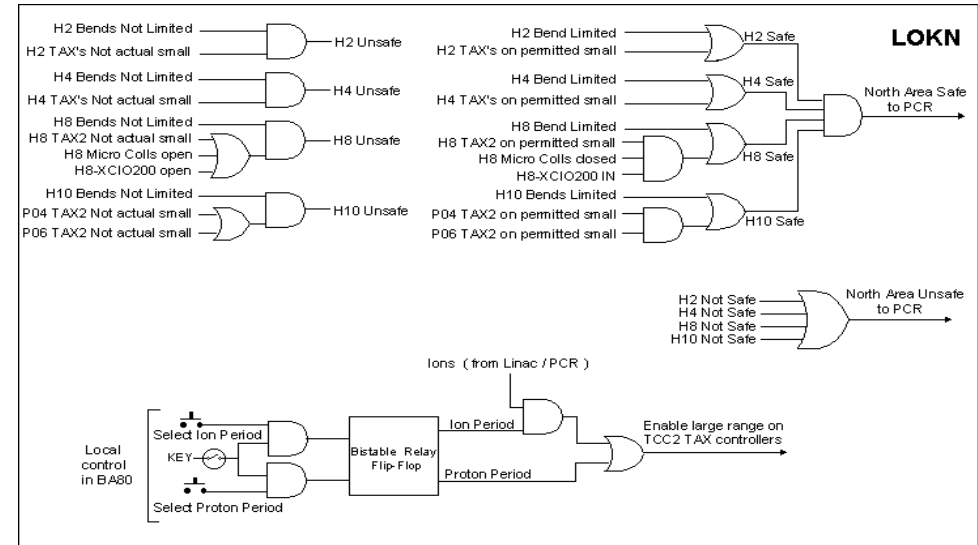 LOKN
H2 Bends Not Limited
H2 TAX's Not actual small
H2 Unsafe
H4 Bends Not Limited
H4 TAX's Not actual small
H4 Unsafe
H8 Bends Not Limited
H8 TAX2 Not actual small
H8 Micro Colls open
H8-XCIO200 open
H8 Unsafe
H10 Bends Not Limited
P04 TAX2 Not actual small
P06 TAX2 Not actual small
H10 Unsafe
H2 Bend Limited
H2 TAX's on permitted small
H2 Safe
H4 Bend Limited
H4 TAX's on permitted small
H4 Safe
H8 Bend Limited
H8 TAX2 on permitted small
H8 Micro Colls closed
H8-XCIO200 IN
H8 Safe
H10 Bends Limited
P04 TAX2 on permitted small
P06 TAX2 on permitted small
H10 Safe
North Area Safe
to PCR
H2 Not Safe
H4 Not Safe
H8 Not Safe
H10 Not Safe
North Area Unsafe
to PCR
Ions ( from Linac / PCR )
Local
control
in BA80
Select Ion Period
KEY
Select Proton Period
Bistable Relay
Flip-Flop
Ion Period
Proton Period
Enable large range on
TCC2 TAX controllers